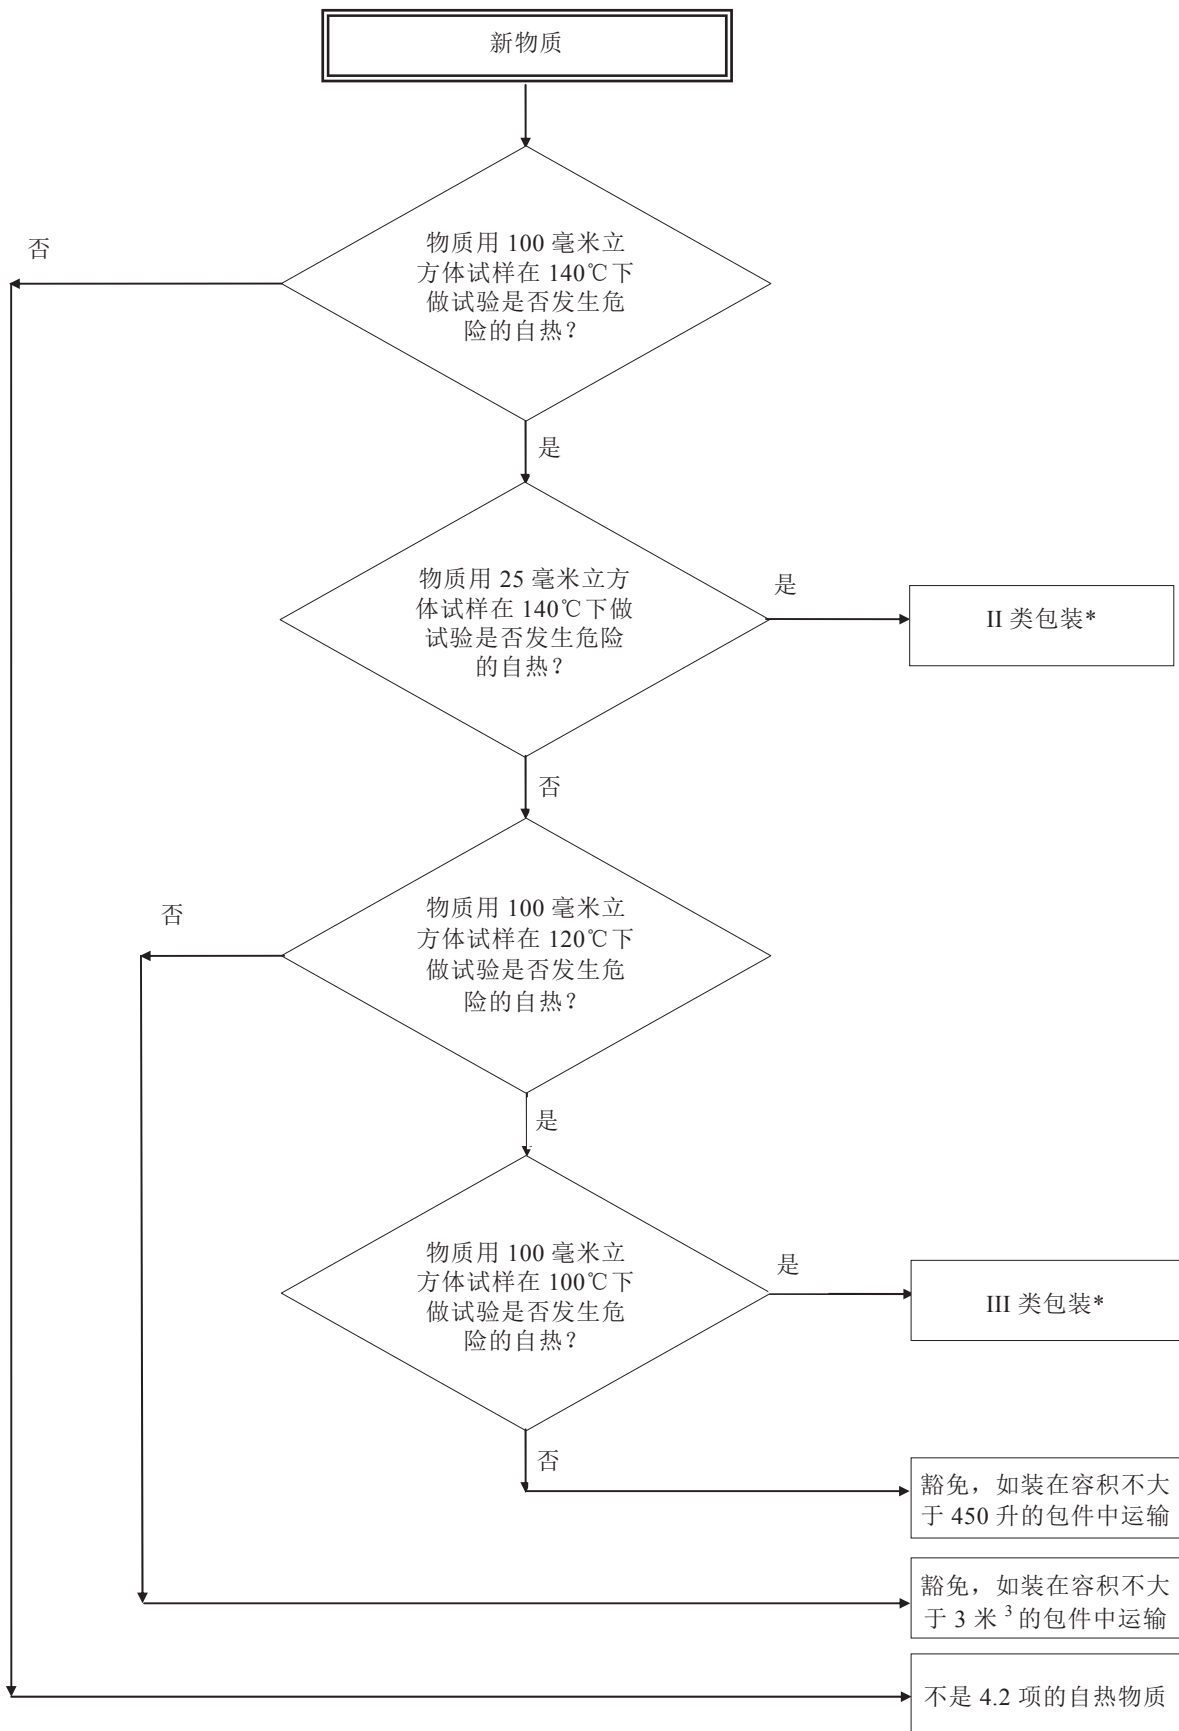 新物质
否
物质用 100 毫米立
方体试样在 140℃下
做试验是否发生危
险的自热？
是
物质用 25 毫米立方
体试样在 140℃下做
试验是否发生危险
的自热？
是
II 类包装*
否
否
物质用 100 毫米立
方体试样在 120℃下
做试验是否发生危
险的自热？
是
物质用 100 毫米立
方体试样在 100℃下
做试验是否发生危
险的自热？
是
III 类包装*
否
豁免，如装在容积不大
于 450 升的包件中运输
豁免，如装在容积不大
于 3 米 ³ 的包件中运输
不是 4.2 项的自热物质